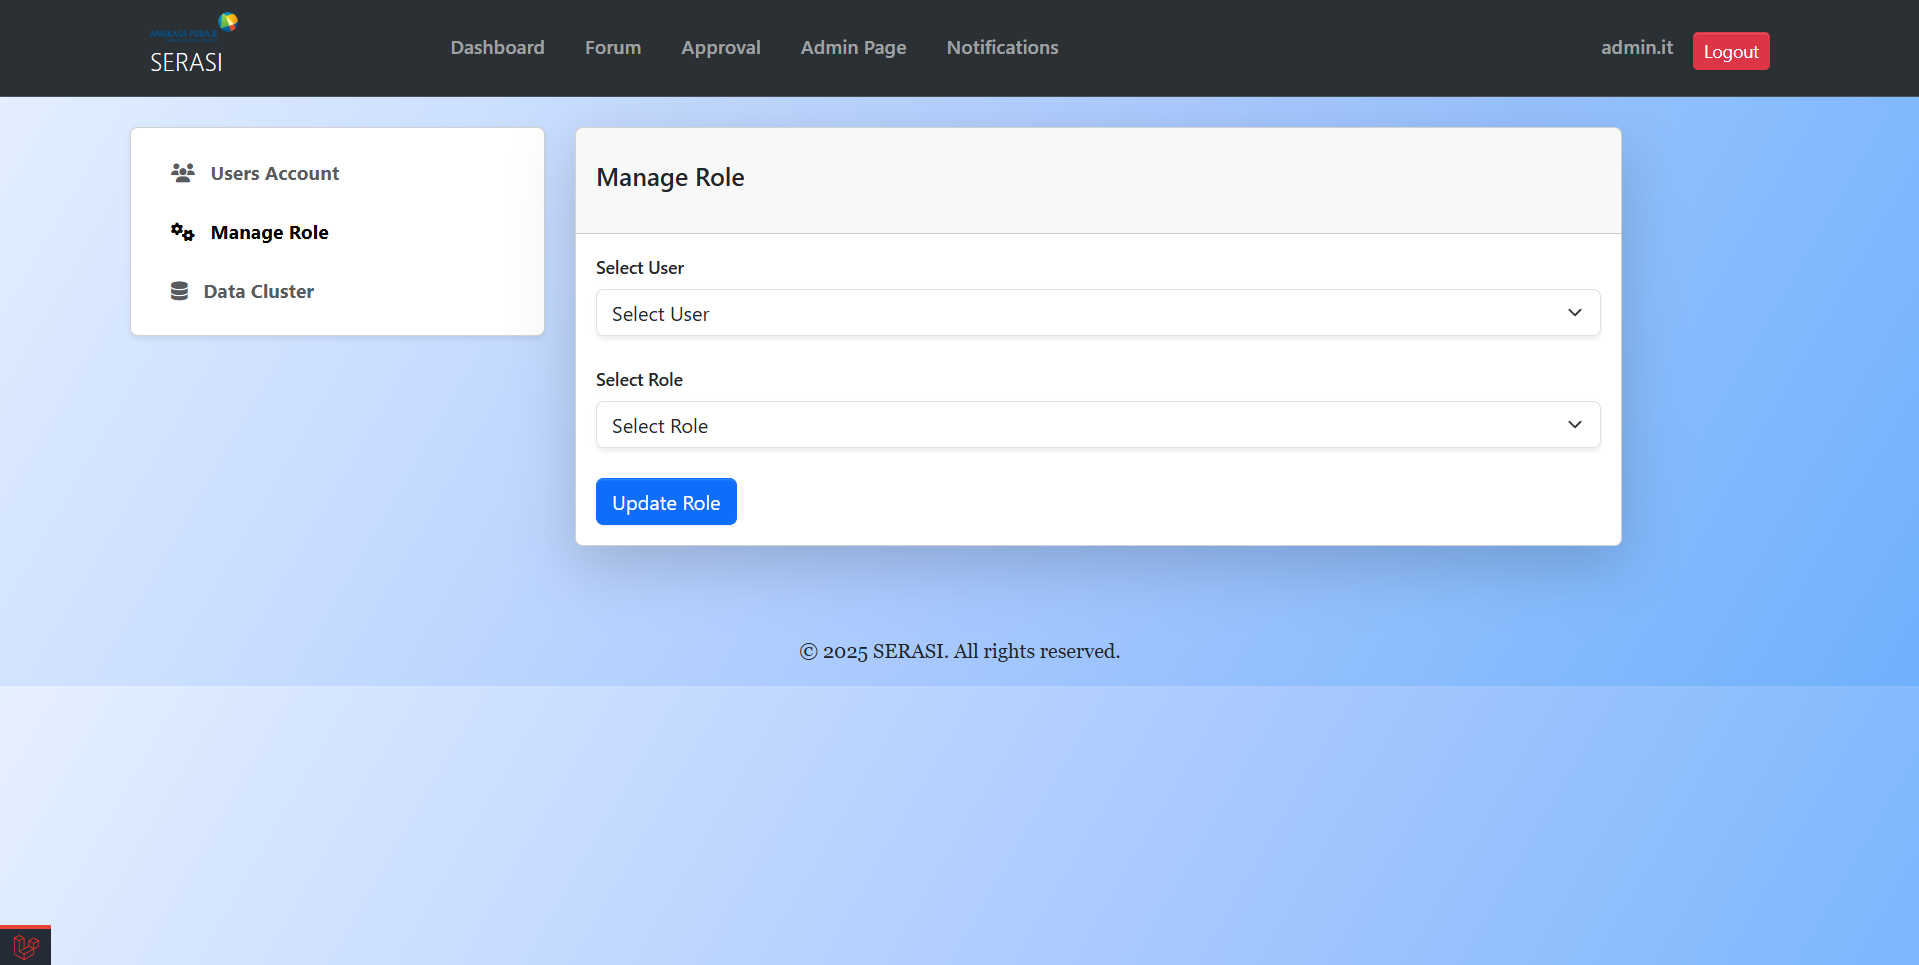 ANGKASA PURA II
SERASI
Dashboard
Forum
Approval
Admin Page
Notifications
admin.it
Logout
Users Account
Manage Role
Data Cluster
Manage Role
Select User
Select User
Select Role
Select Role
Update Role
© 2025 SERASI. All rights reserved.